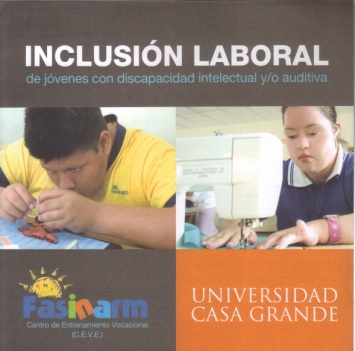 INCLUSIÓN LABORAL
de jóvenes con discapacidad intelectual y/o auditiva
Fasinarm
Centro de Entrenamiento Vocacional
(C.E.V.E.)
UNIVERSIDAD
CASA GRANDE